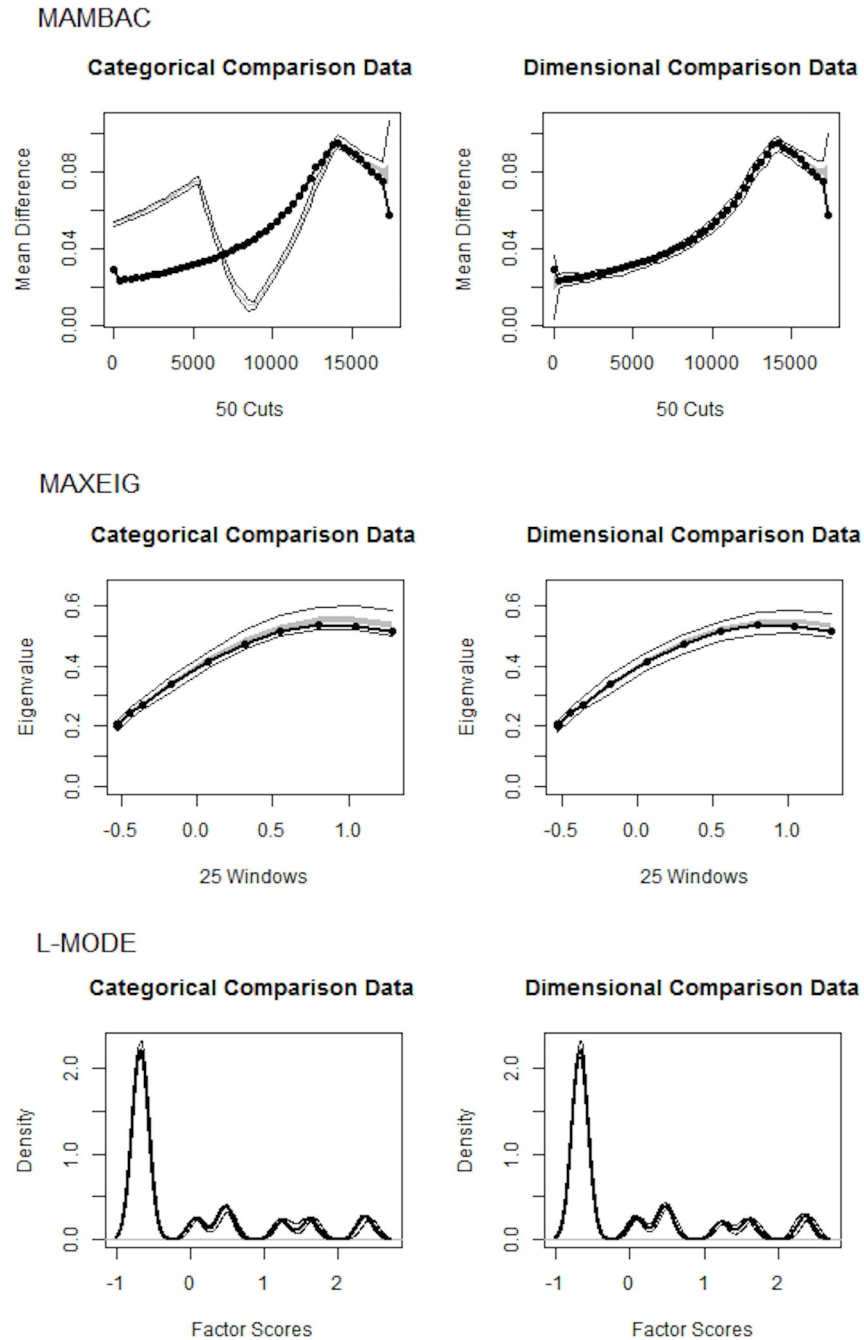 MAMBAC
Categorical Comparison Data
Dimensional Comparison Data
Mean Difference
0.00 0.04 0.08
0 5000 10000 15000
50 Cuts
Mean Difference
0.00 0.04 0.08
0 5000 10000 15000
50 Cuts
MAXEIG
Categorical Comparison Data
Dimensional Comparison Data
Eigenvalue
0.0 0.2 0.4 0.6
-0.5 0.0 0.5 1.0
25 Windows
Eigenvalue
0.0 0.2 0.4 0.6
-0.5 0.0 0.5 1.0
25 Windows
L-MODE
Categorical Comparison Data
Dimensional Comparison Data
Density
0.0 1.0 2.0
-1 0 1 2
Factor Scores
Density
0.0 1.0 2.0
-1 0 1 2
Factor Scores